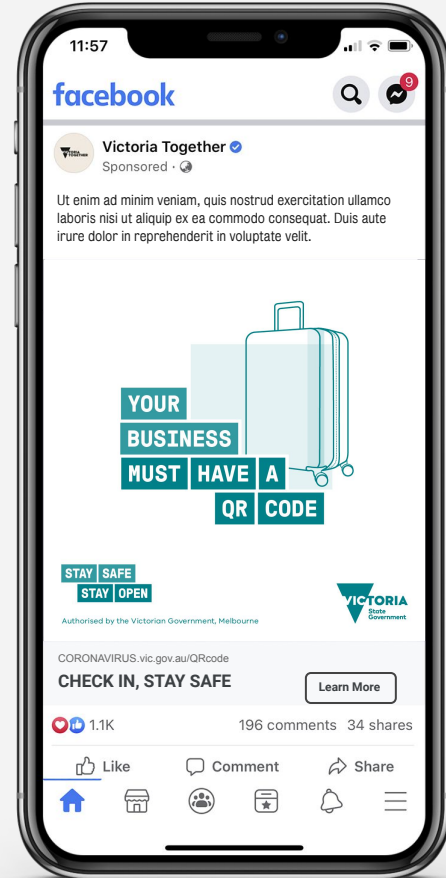 11:57
facebook
9
Victoria Together
Sponsored ·
Ut enim ad minim veniam, quis nostrud exercitation ullamco
laboris nisi ut aliquip ex ea commodo consequat. Duis aute
irure dolor in reprehenderit in voluptate velit.
YOUR
BUSINESS
MUST HAVE A
QR CODE
STAY SAFE
STAY OPEN
VICTORIA
State
Government
Authorised by the Victorian Government, Melbourne
CORONAVIRUS.vic.gov.au/QRcode
CHECK IN, STAY SAFE
Learn More
1.1K
196 comments 34 shares
Like
Comment
Share